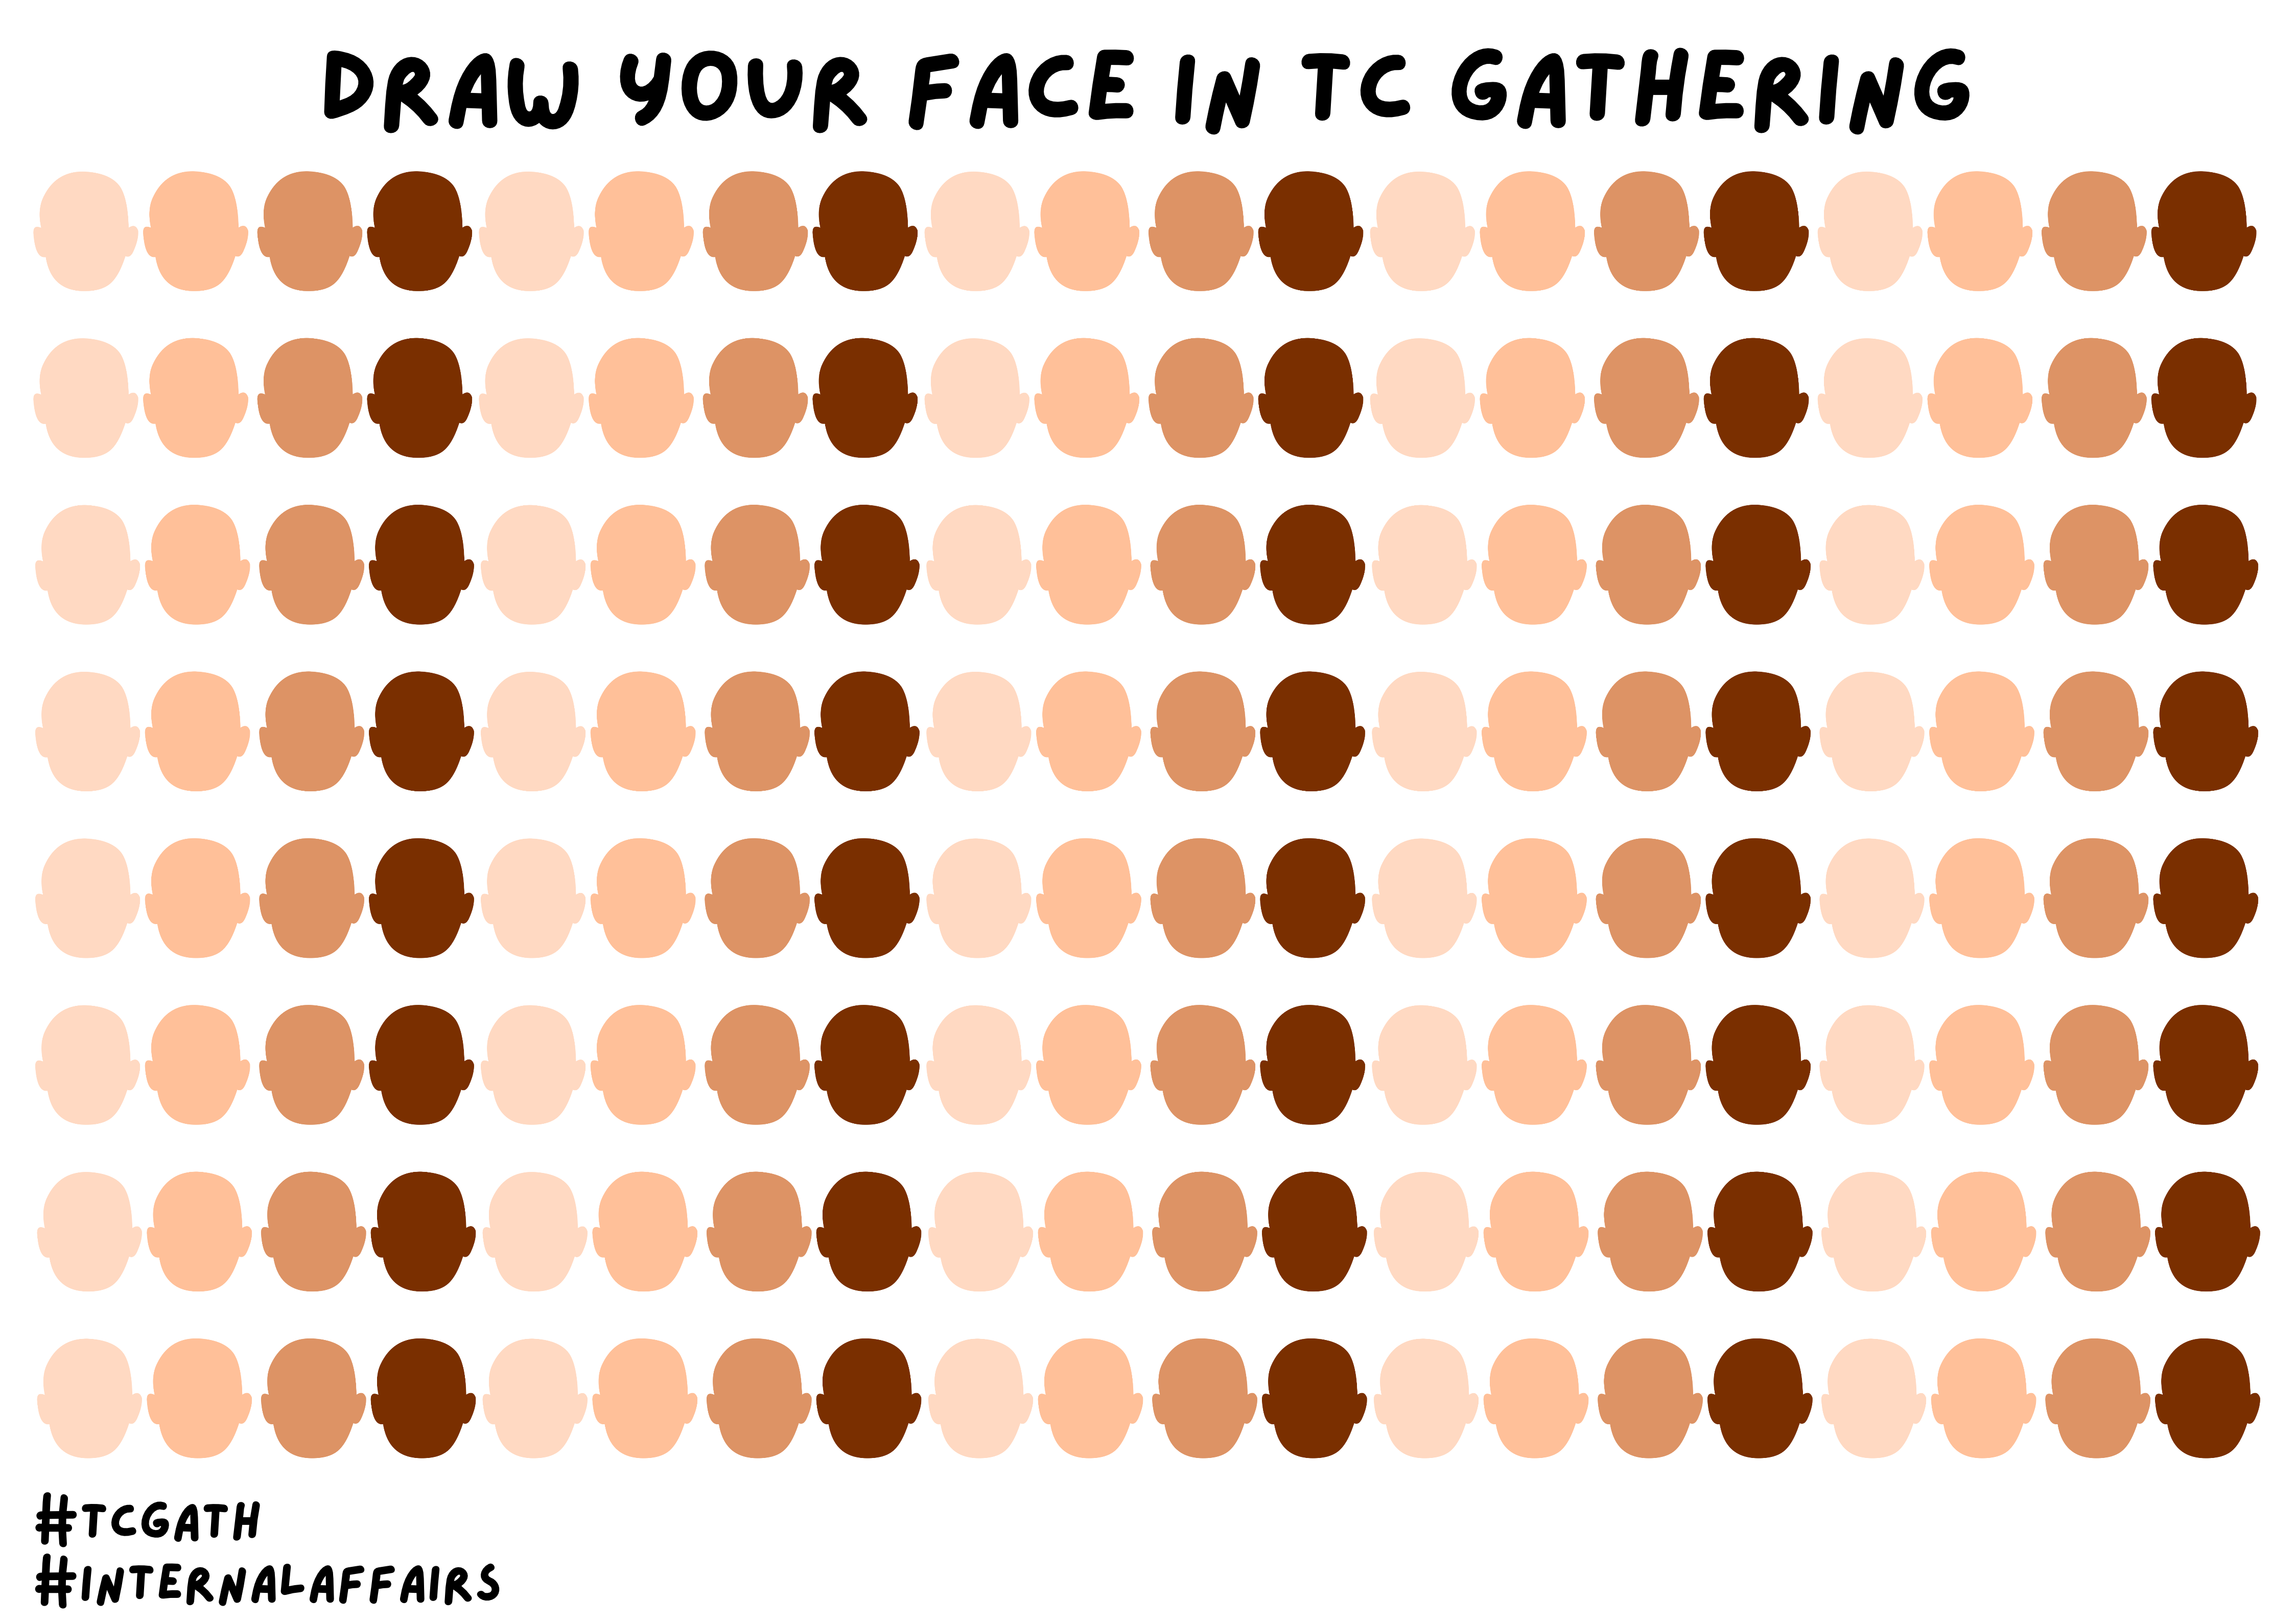 DRAW YOUR FACE IN TC GATHERING
#TCGATH
#INTERNALAFFAIRS